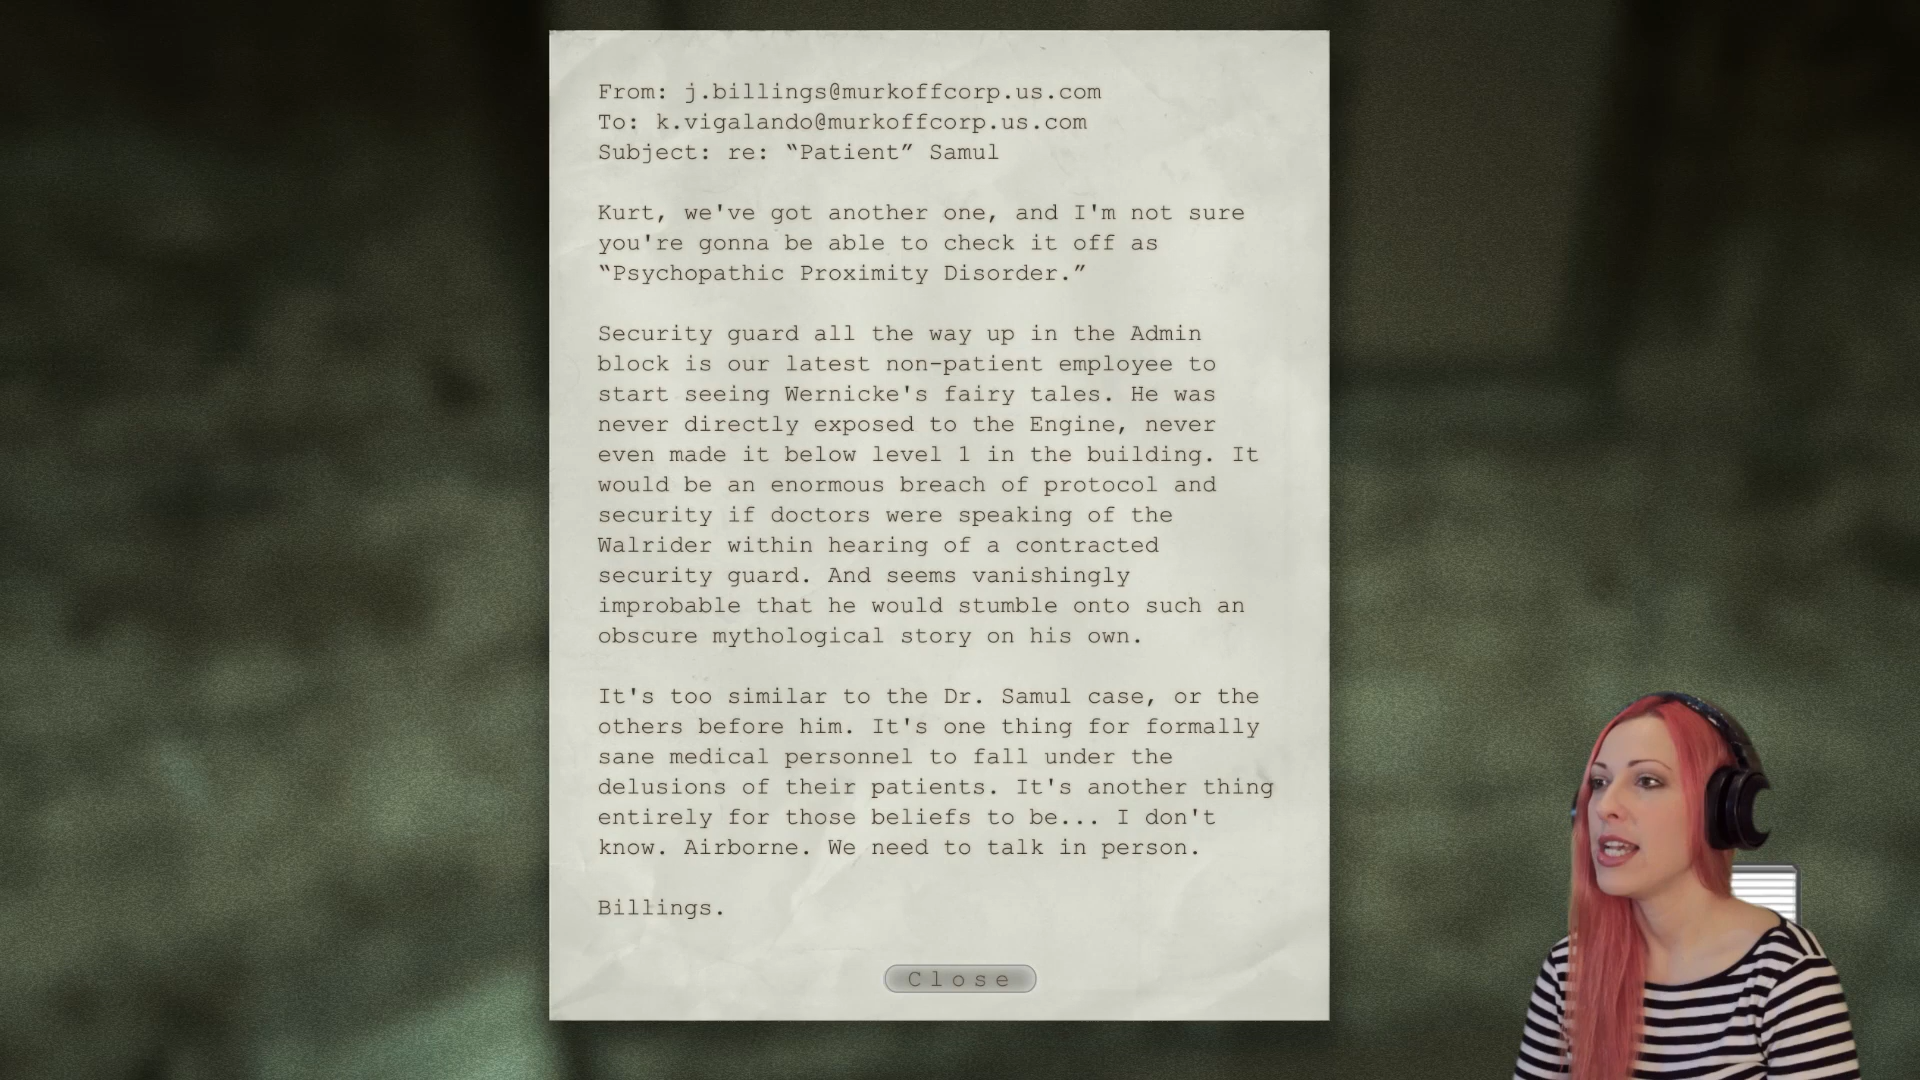 From: j.billings@murkoffcorp.us.com
To: k.vigalando@murkoffcorp.us.com
Subject: re: “Patient” Samul
Kurt, we've got another one, and I'm not sure
you're gonna be able to check it off as
“Psychopathic Proximity Disorder.”
Security guard all the way up in the Admin
block is our latest non-patient employee to
start seeing Wernicke's fairy tales. He was
never directly exposed to the Engine, never
even made it below level 1 in the building. It
would be an enormous breach of protocol and
security if doctors were speaking of the
Walrider within hearing of a contracted
security guard. And seems vanishingly
improbable that he would stumble onto such an
obscure mythological story on his own.
It's too similar to the Dr. Samul case, or the
others before him. It's one thing for formally
sane medical personnel to fall under the
delusions of their patients. It's another thing
entirely for those beliefs to be... I don't
know. Airborne. We need to talk in person.
Billings.
Close